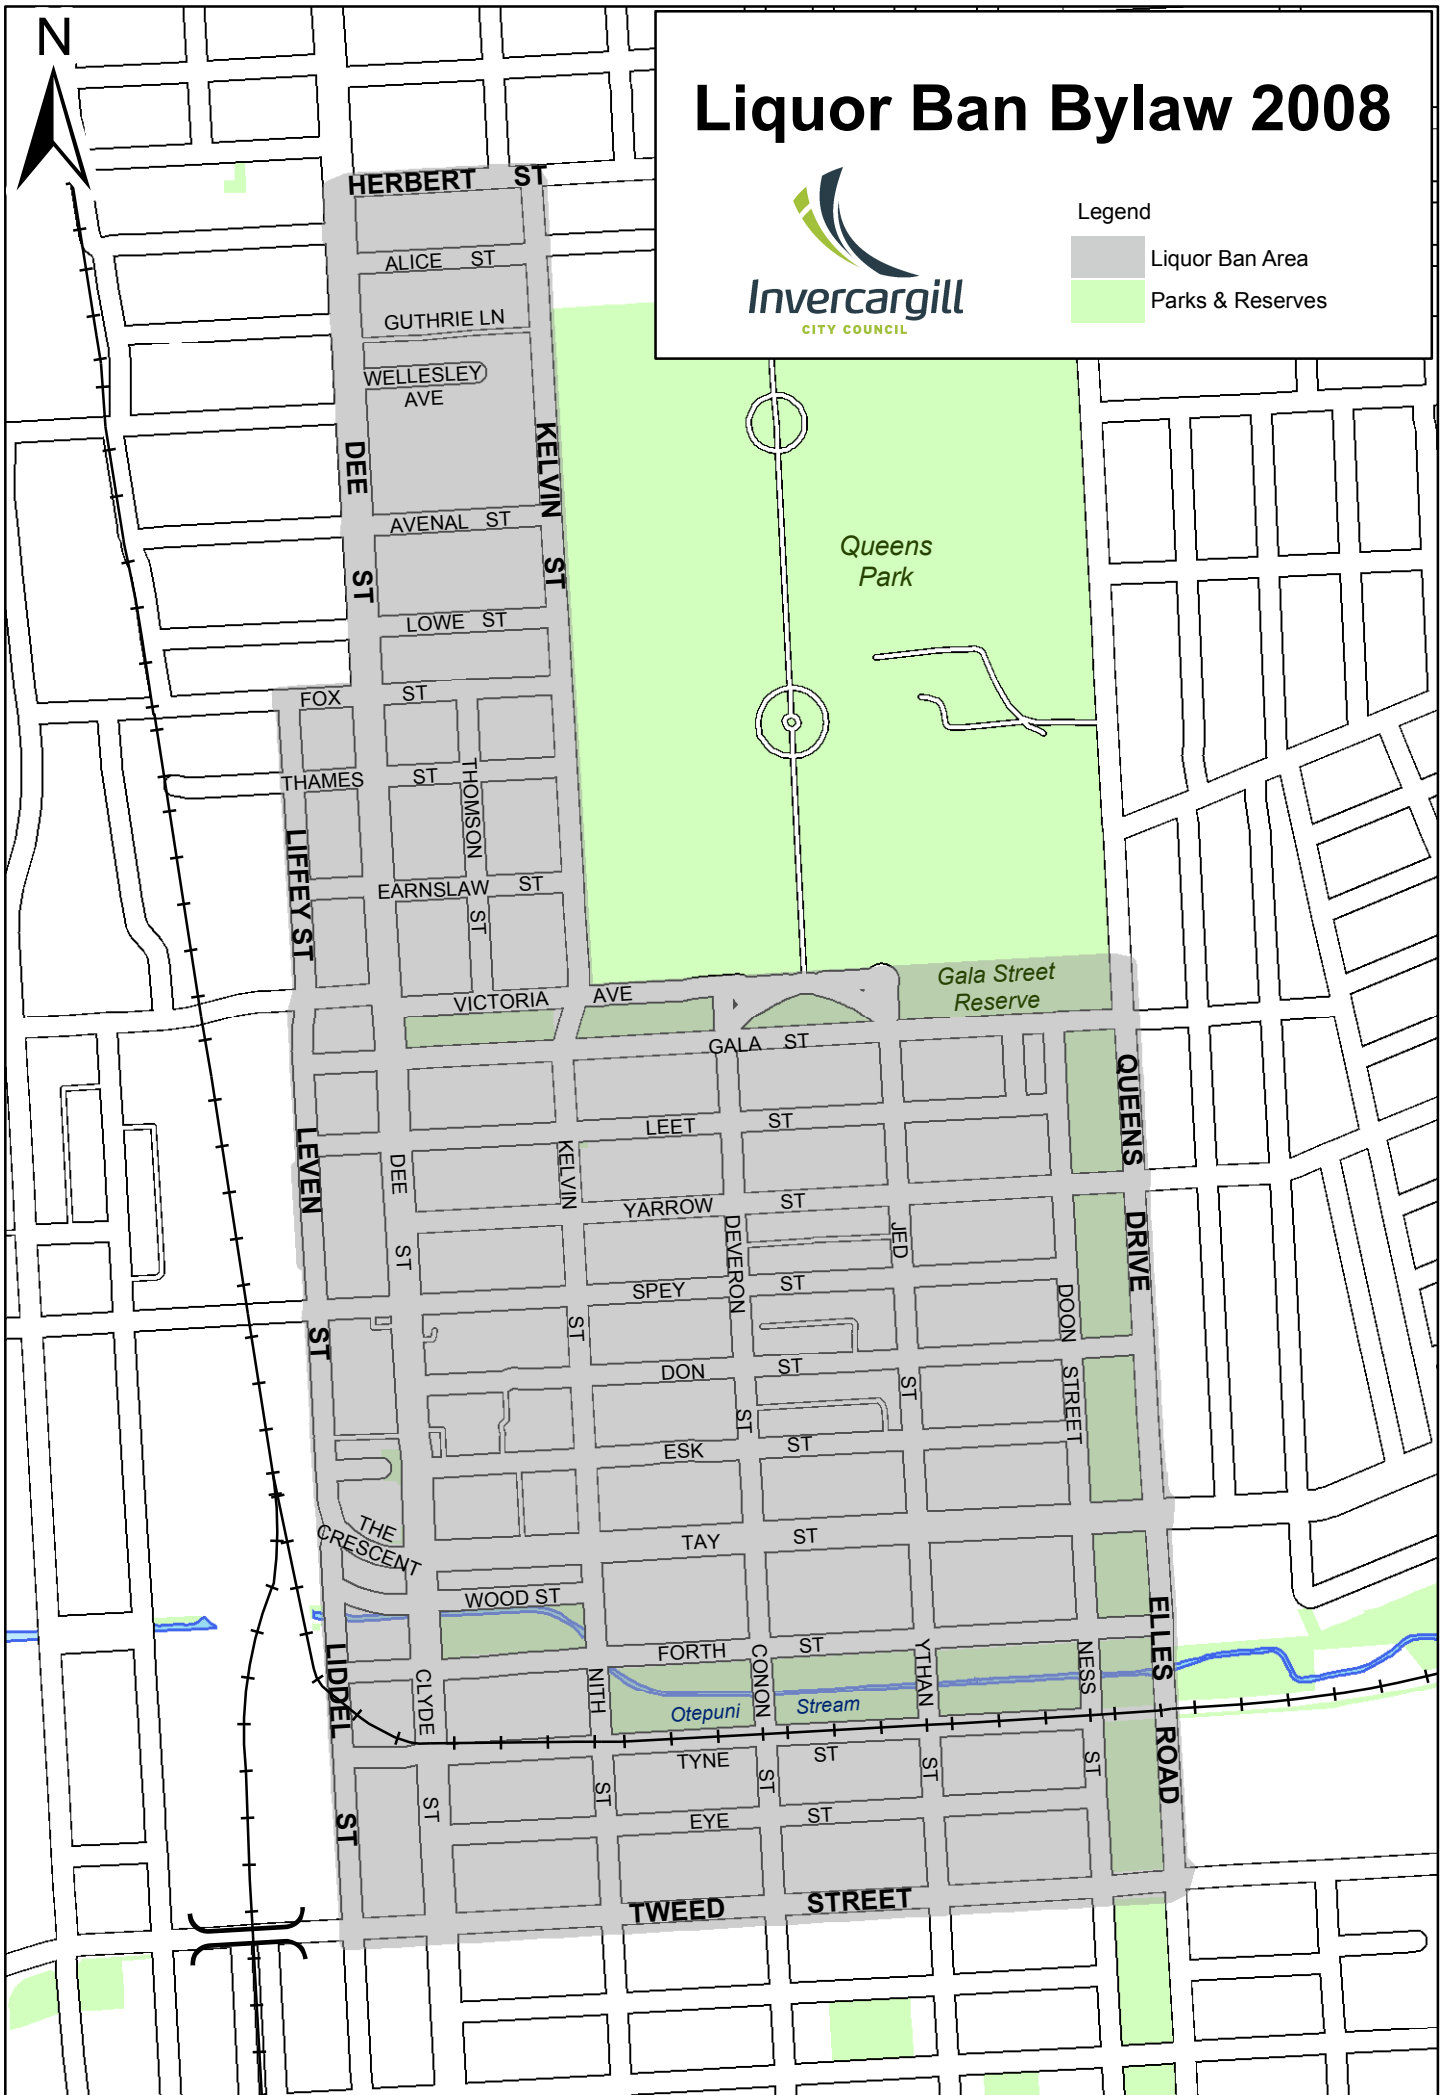 N
Liquor Ban Bylaw 2008
Invercargill
CITY COUNCIL
Legend
Liquor Ban Area
Parks & Reserves
HERBERT ST
ALICE ST
GUTHRIE LN
WELLESLEY
AVE
DEE ST
KELVIN ST
AVENAL ST
LOWE ST
Queens
Park
FOX ST
THAMES ST
THOMSON ST
LIFFEY ST
EARNSLAW ST
VICTORIA AVE
Gala Street
Reserve
GALA ST
QUEENS DRIVE
LEET ST
LEVEN ST
DEE ST
KELVIN ST
YARROW ST
DEVERON ST
JED ST
SPEY ST
DOON STREET
DON ST
ESK ST
THE
CRESCENT
TAY ST
WOOD ST
ELLES ROAD
FORTH ST
LIDDEL ST
CLYDE ST
NITH ST
CONON ST
YTHAN ST
NESS ST
Otepuni Stream
TYNE ST
EYE ST
TWEED STREET